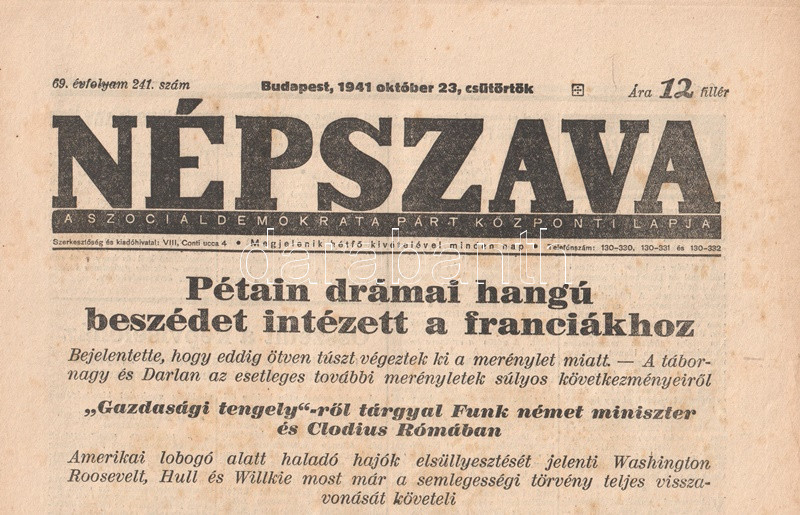 69. évfolyam 241. szám Budapest, 1941 október 23, csütörtök Ára 12 fillér
NÉPSZAVA
A SZOCIÁLDEMOKRATA PÁRT KÖZPONTI LAPJA
Szerkesztőség és kiadóhivatal: VIII, Conti ucca 4 • Megjelenik hétfő kivételével minden nap • Telefónszám: 130-330, 130-331 és 130-332
darabanth
Pétain drámai hangú
beszédet intézett a franciákhoz
Bejelentette, hogy eddig ötven túszt végeztek ki a merénylet miatt. — A tábor-
nagy és Darlan az esetleges további merényletek súlyos következményeiről
„Gazdasági tengely“-ről tárgyal Funk német miniszter
és Clodius Rómában
Amerikai lobogó alatt haladó hajók elsüllyesztését jelenti Washington
Roosevelt, Hull és Willkie most már a semlegességi törvény teljes vissza-
vonását követeli